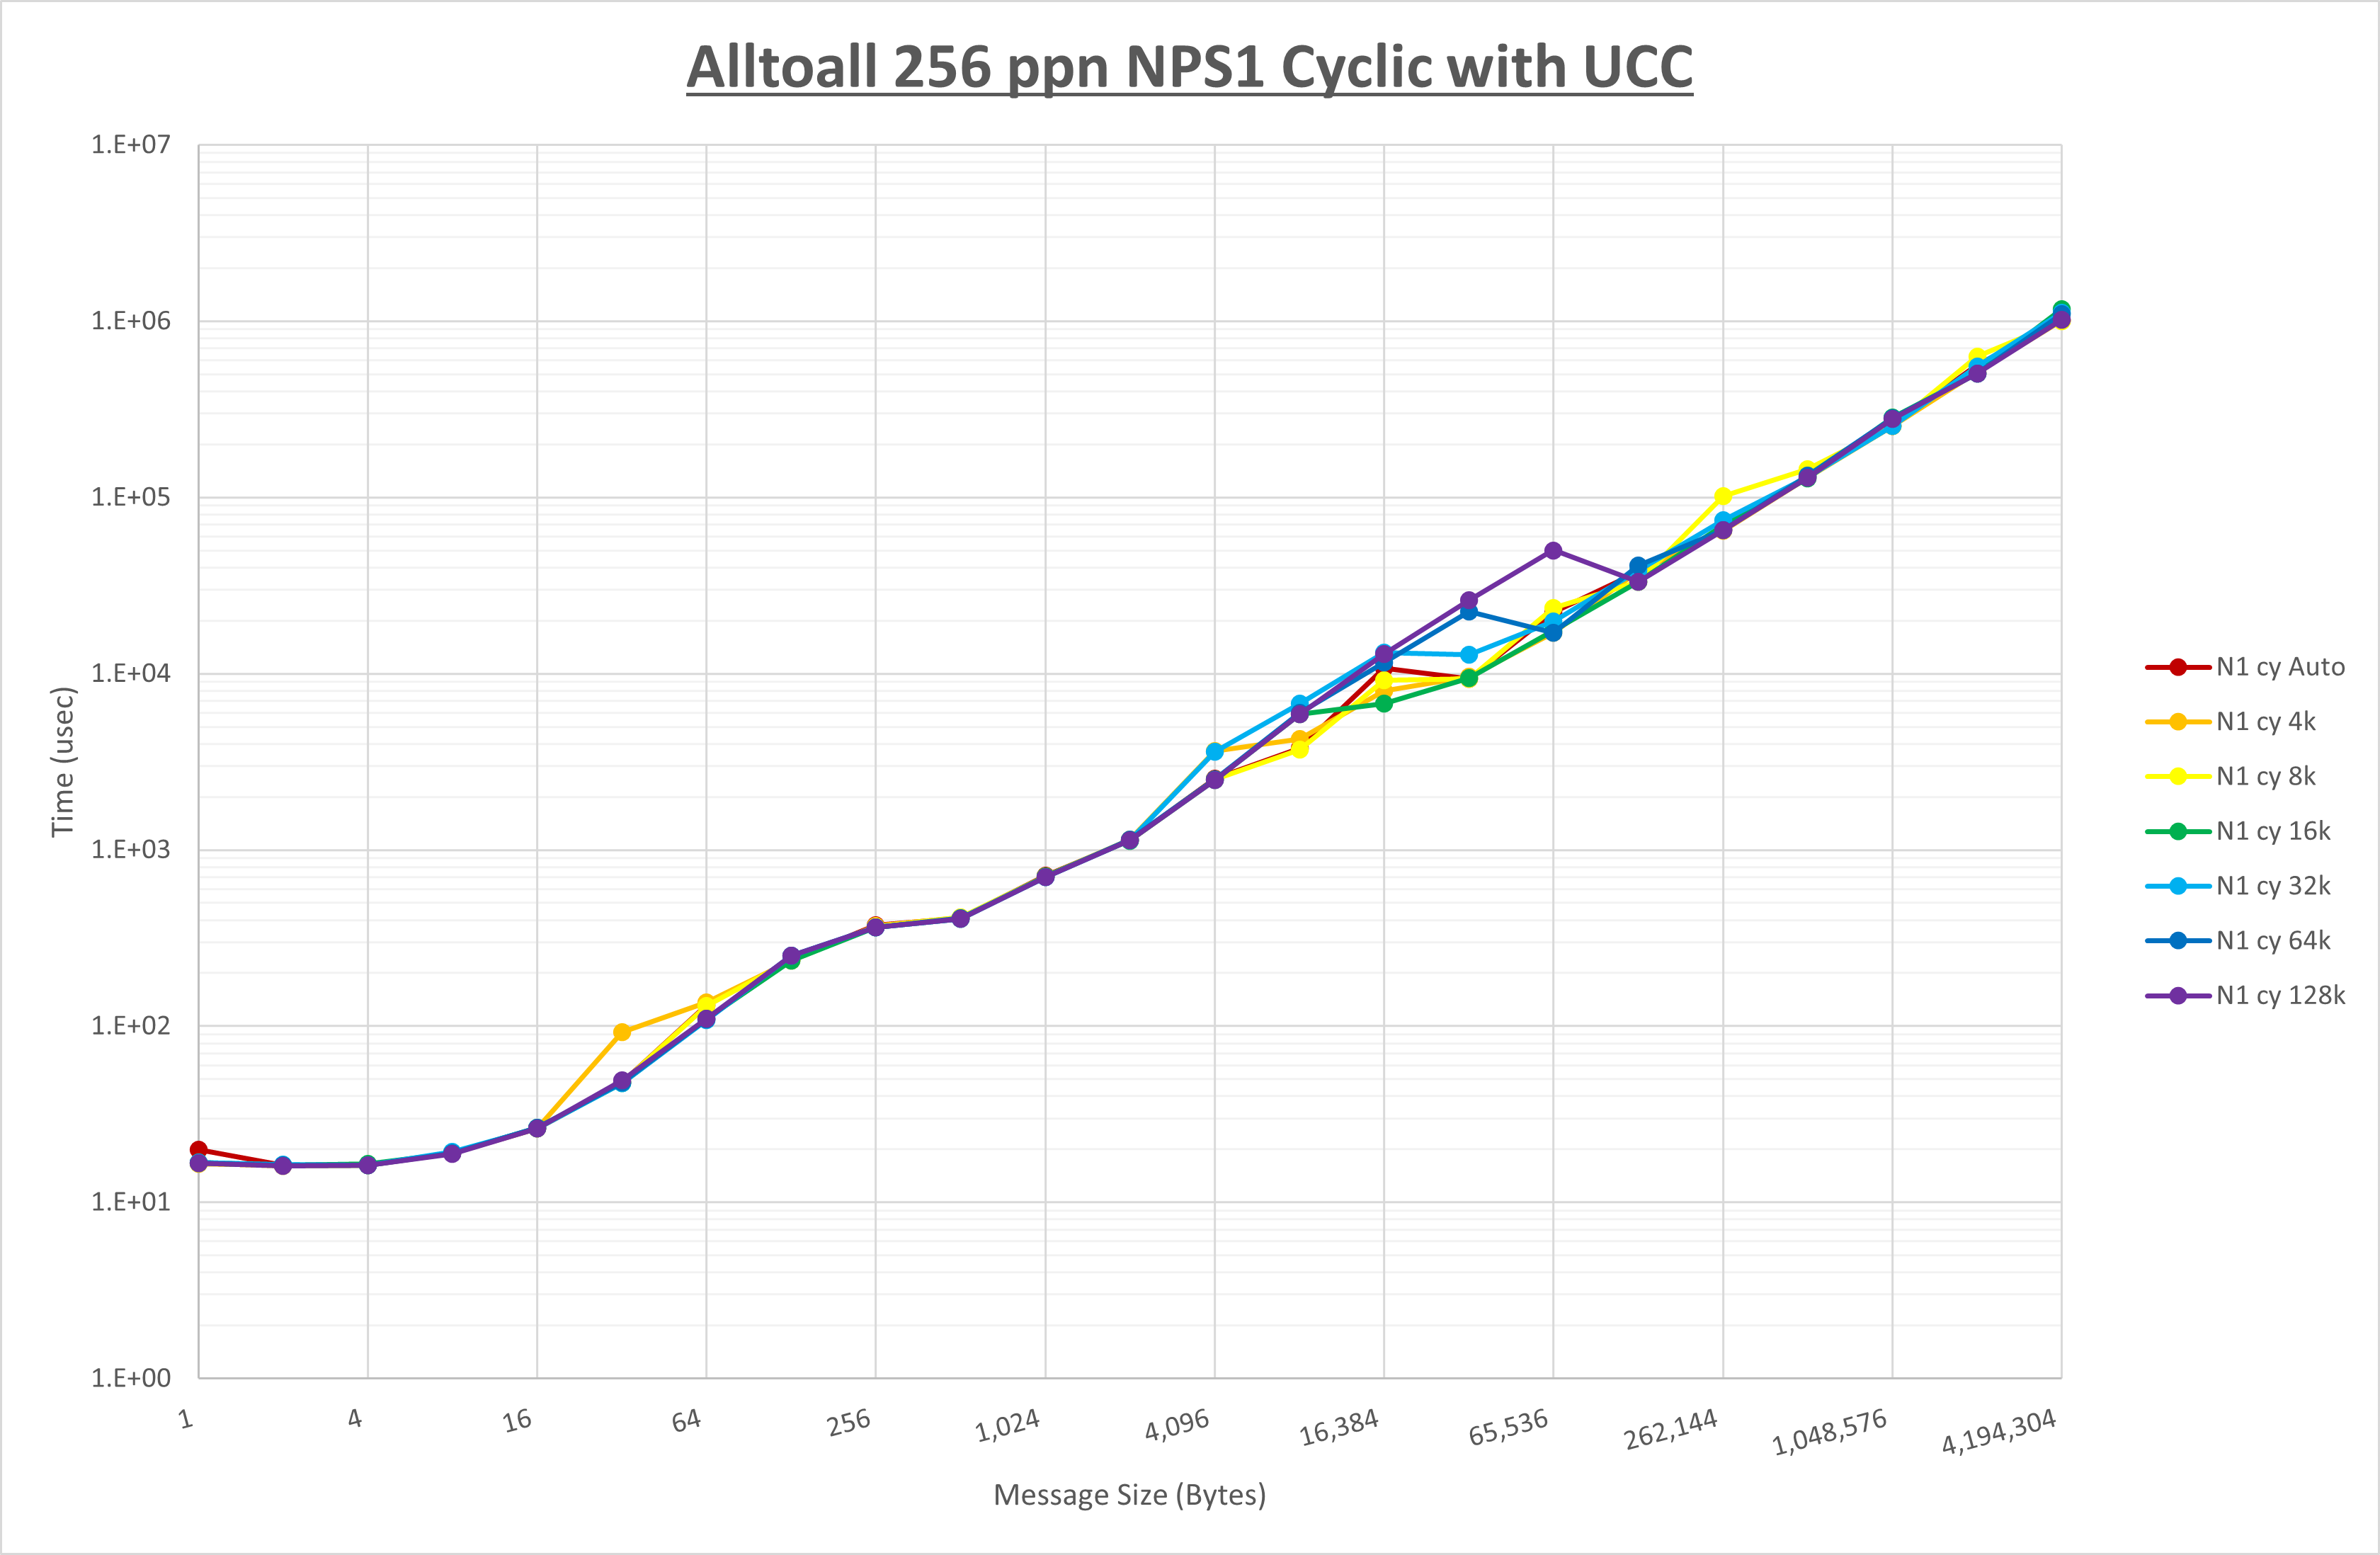 Alltoall 256 ppn NPS1 Cyclic with UCC
1.E+07
1.E+06
1.E+05
1.E+04
1.E+03
1.E+02
1.E+01
1.E+00
Time (usec)
1
4
16
64
256
1,024
4,096
16,384
65,536
262,144
1,048,576
4,194,304
Message Size (Bytes)
N1 cy Auto
N1 cy 4k
N1 cy 8k
N1 cy 16k
N1 cy 32k
N1 cy 64k
N1 cy 128k